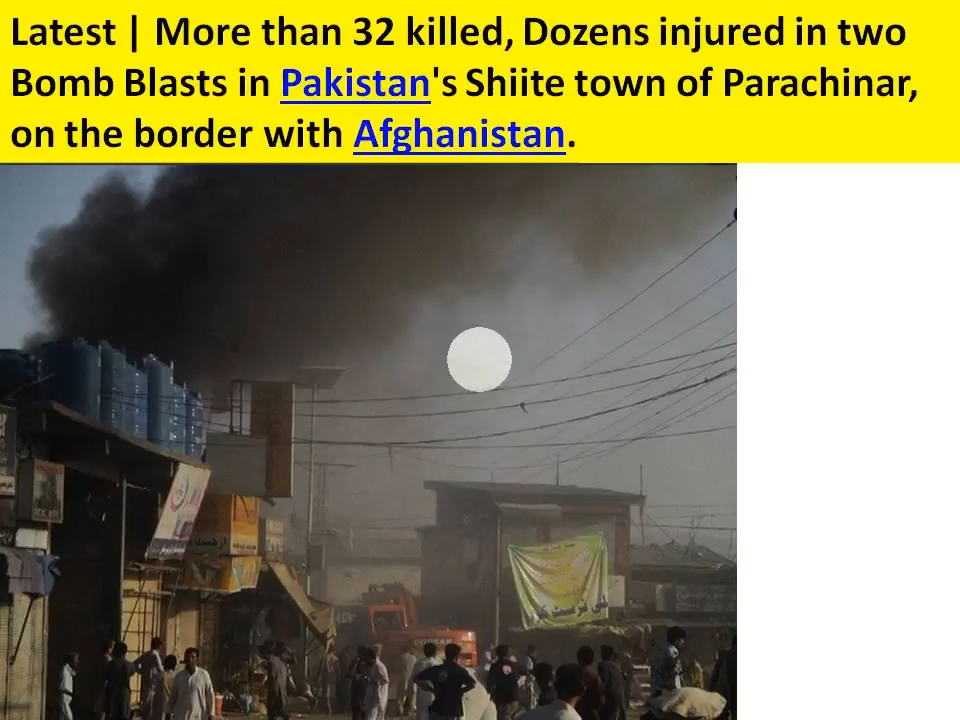 Latest | More than 32 killed, Dozens injured in two
Bomb Blasts in Pakistan's Shiite town of Parachinar,
on the border with Afghanistan.
DOOSAN